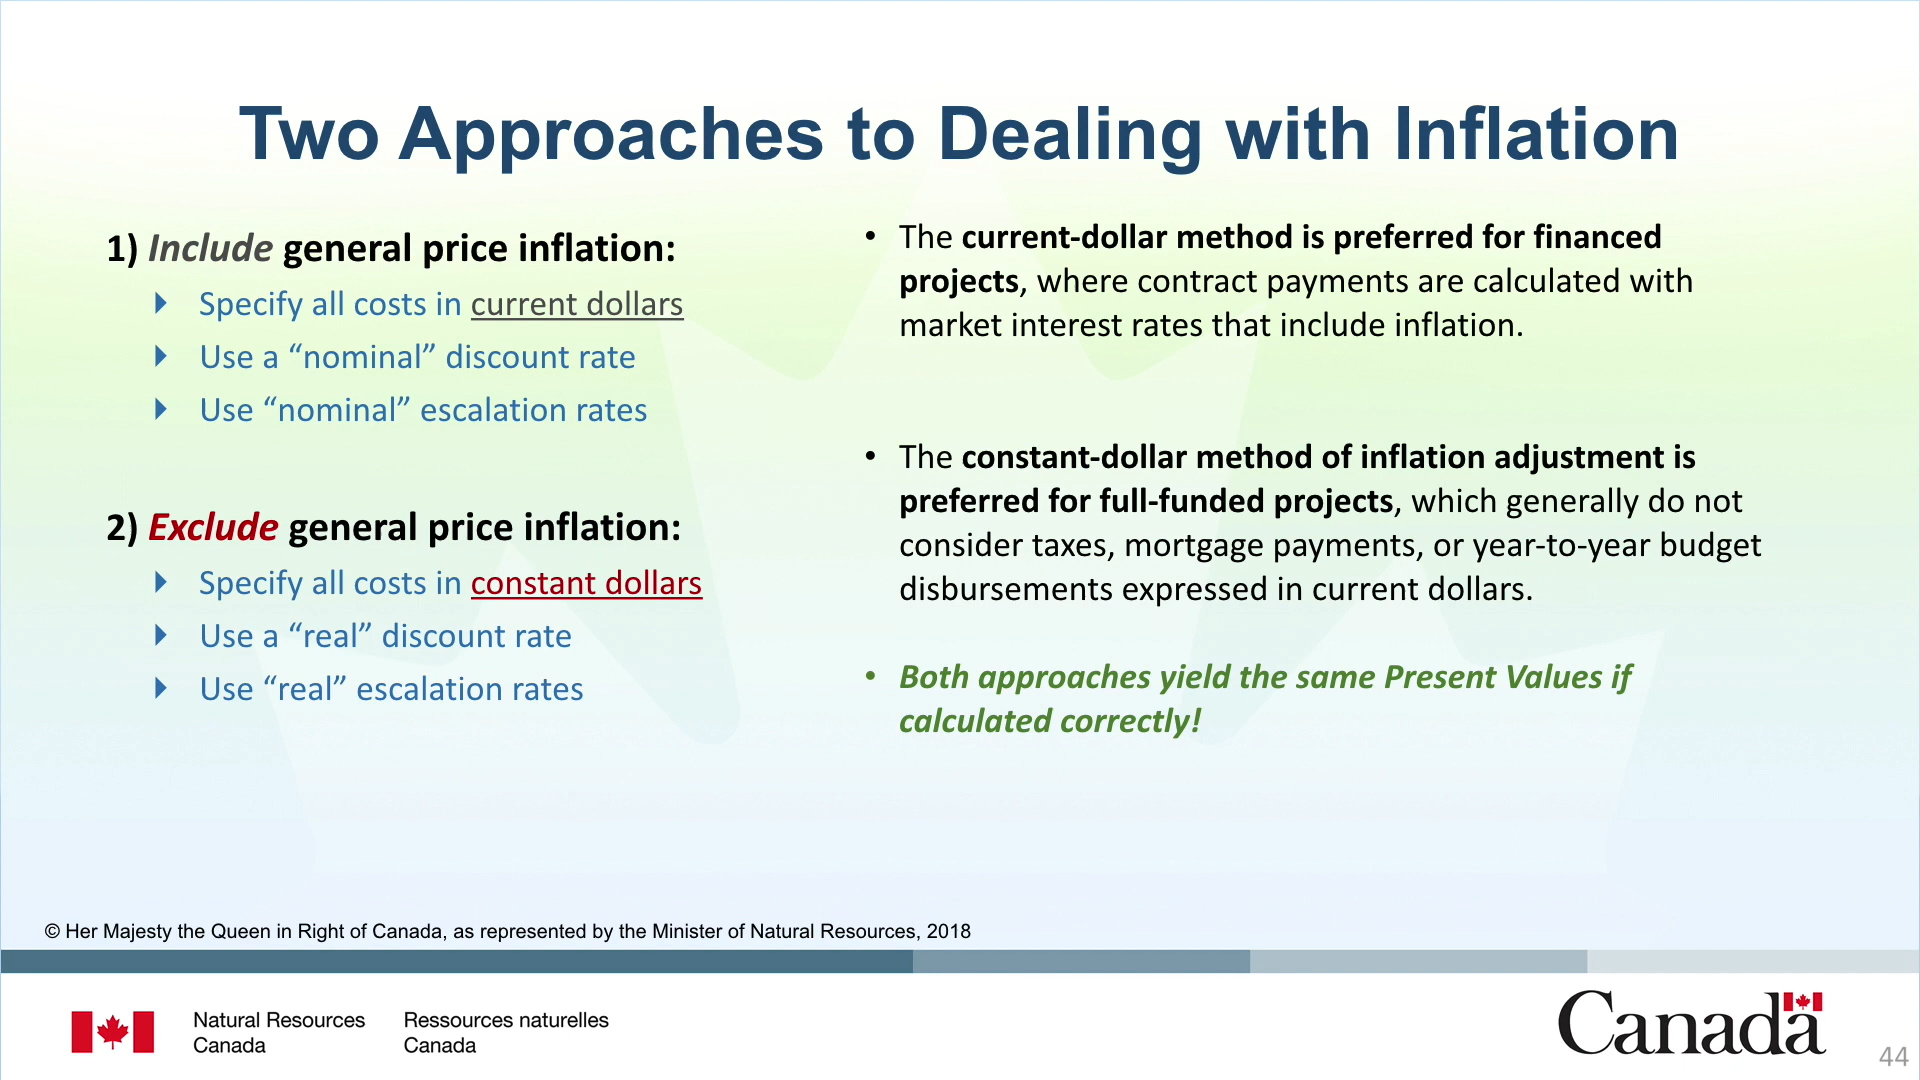 Two Approaches to Dealing with Inflation
1) Include general price inflation:
Specify all costs in current dollars
Use a “nominal” discount rate
Use “nominal” escalation rates
2) Exclude general price inflation:
Specify all costs in constant dollars
Use a “real” discount rate
Use “real” escalation rates
• The current-dollar method is preferred for financed
projects, where contract payments are calculated with
market interest rates that include inflation.
• The constant-dollar method of inflation adjustment is
preferred for full-funded projects, which generally do not
consider taxes, mortgage payments, or year-to-year budget
disbursements expressed in current dollars.
• Both approaches yield the same Present Values if
calculated correctly!
© Her Majesty the Queen in Right of Canada, as represented by the Minister of Natural Resources, 2018
Natural Resources
Canada
Ressources naturelles
Canada
Canada
44